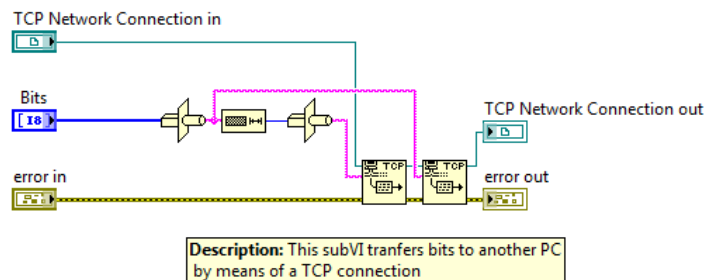 TCP Network Connection in
Bits
I8
TCP Network Connection out
error in
TCP
TCP
error out
Description: This subVI tranfers bits to another PC
by means of a TCP connection